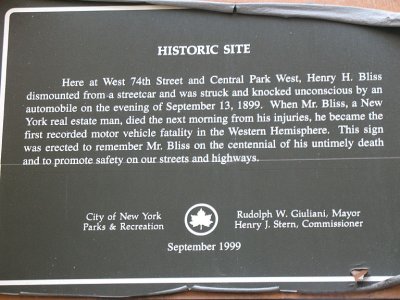 HISTORIC SITE
Here at West 74th Street and Central Park West, Henry H. Bliss
dismounted from a streetcar and was struck and knocked unconscious by an
automobile on the evening of September 13, 1899. When Mr. Bliss, a New
York real estate man, died the next morning from his injuries, he became the
first recorded motor vehicle fatality in the Western Hemisphere. This sign
was erected to remember Mr. Bliss on the centennial of his untimely death
and to promote safety on our streets and highways.
City of New York
Parks & Recreation
Rudolph W. Giuliani, Mayor
Henry J. Stern, Commissioner
September 1999